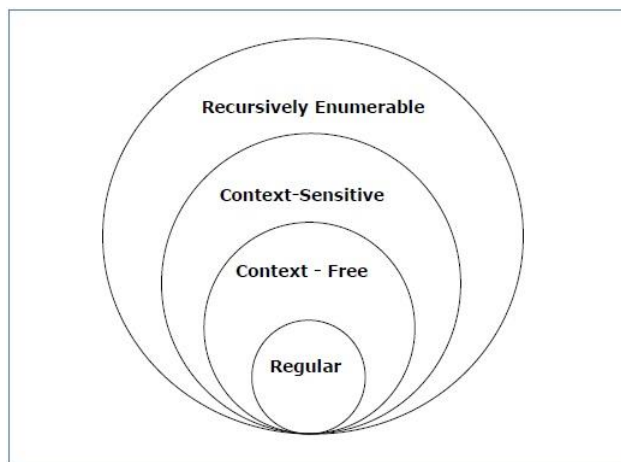 Recursively Enumerable
Context-Sensitive
Context - Free
Regular